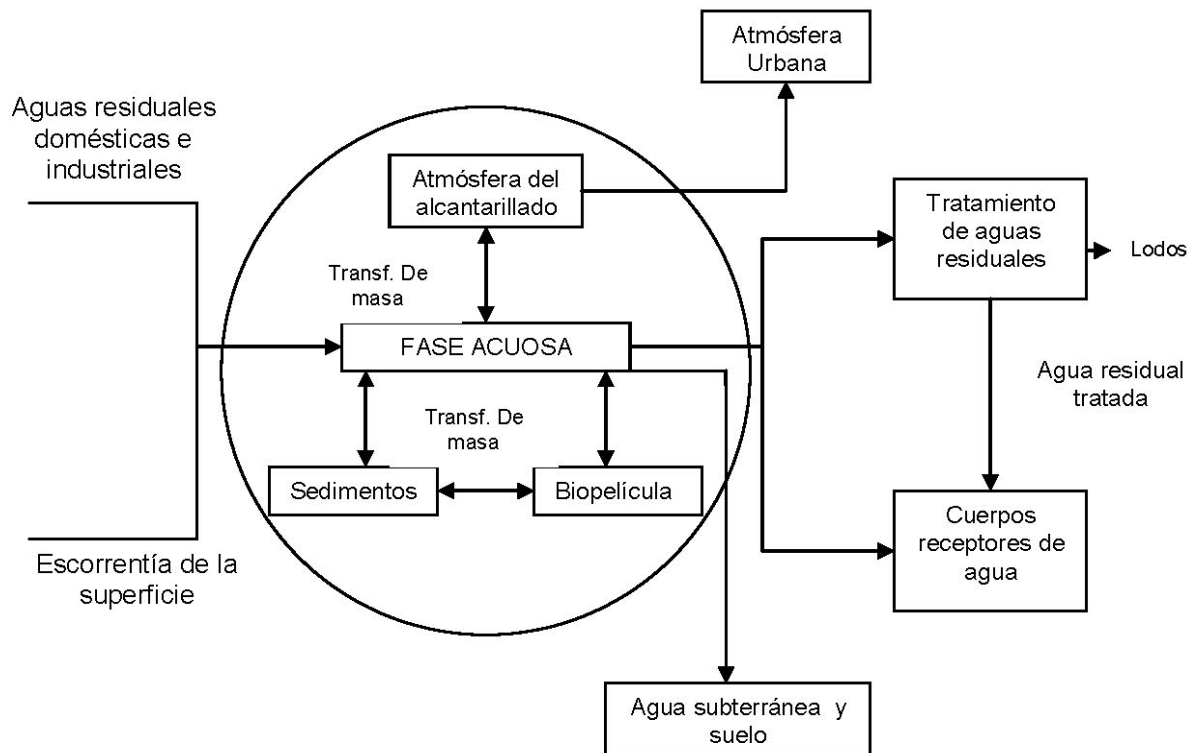 Atmósfera
Urbana
Aguas residuales
domésticas e
industriales
Atmósfera del
alcantarillado
Tratamiento
de aguas
residuales
Lodos
Transf. De
masa
FASE ACUOSA
Agua residual
tratada
Transf. De
masa
Sedimentos
Biopelícula
Cuerpos
receptores de
agua
Escorrentía de la
superficie
Agua subterránea y
suelo